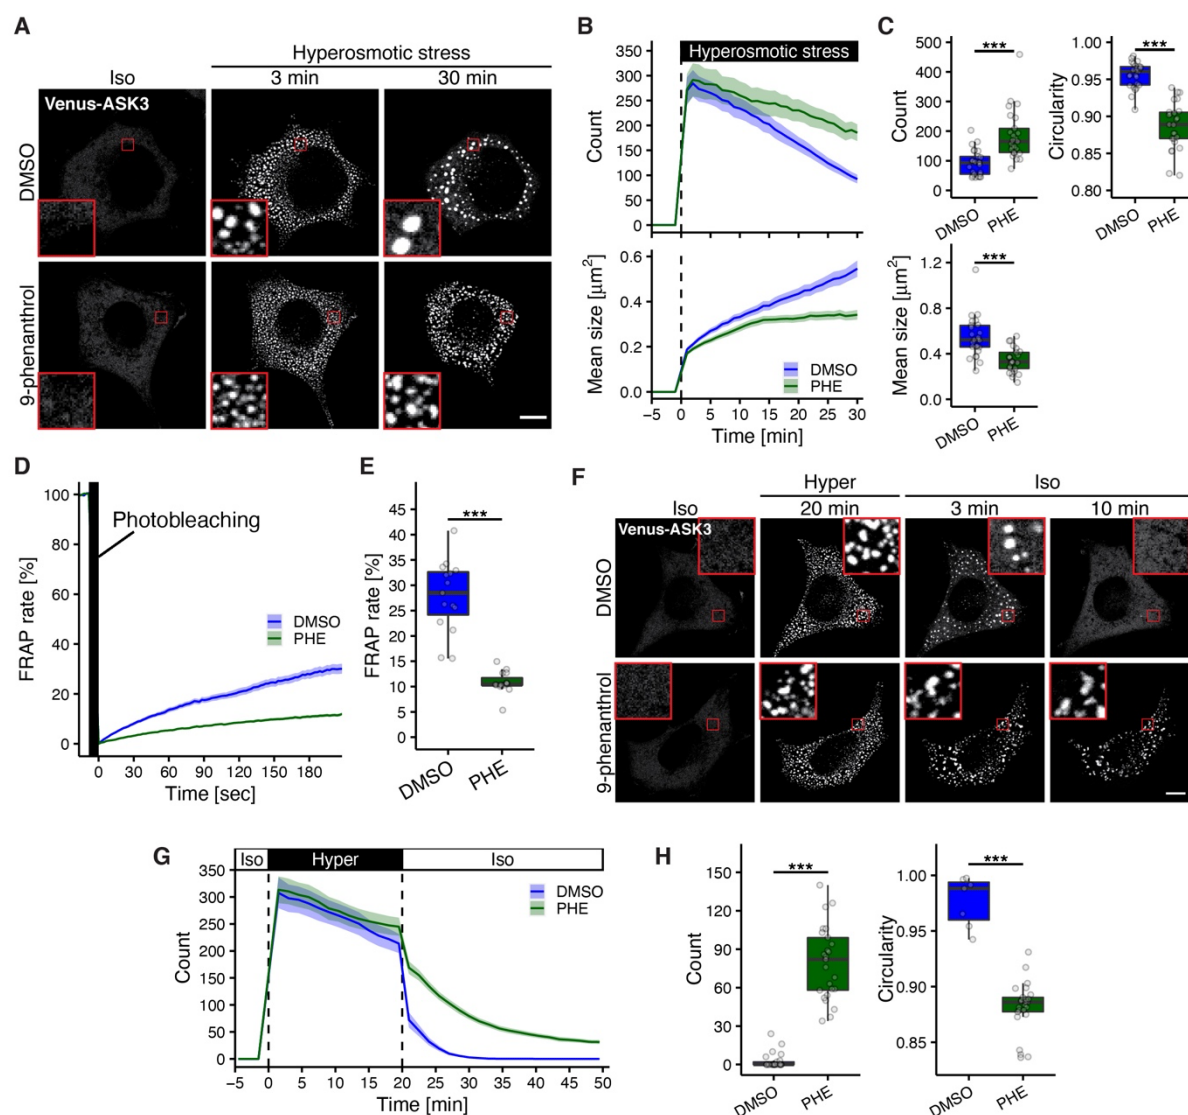 A
Hyperosmotic stress
Iso
3 min
30 min
Venus-ASK3
DMSO
9-phenanthrol
B
Hyperosmotic stress
350
300
250
200
150
100
50
0
Count
0.6
0.4
0.2
0.0
Mean size [μm²]
DMSO
PHE
−5 0 5 10 15 20 25 30
Time [min]
C
500
400
300
200
100
0
Count
***
DMSO
PHE
1.00
0.95
0.90
0.85
0.80
Circularity
***
DMSO
PHE
1.2
0.8
0.4
0.0
Mean size [μm²]
***
DMSO
PHE
D
100
80
60
40
20
0
FRAP rate [%]
Photobleaching
DMSO
PHE
0 30 60 90 120 150 180
Time [sec]
E
45
40
35
30
25
20
15
10
5
0
FRAP rate [%]
***
DMSO
PHE
F
Hyper
Iso
Iso
20 min
3 min
10 min
Venus-ASK3
DMSO
9-phenanthrol
G
Iso
Hyper
Iso
350
300
250
200
150
100
50
0
Count
DMSO
PHE
−5 0 5 10 15 20 25 30 35 40 45 50
Time [min]
H
150
120
90
60
30
0
Count
***
DMSO
PHE
1.00
0.95
0.90
0.85
Circularity
***
DMSO
PHE